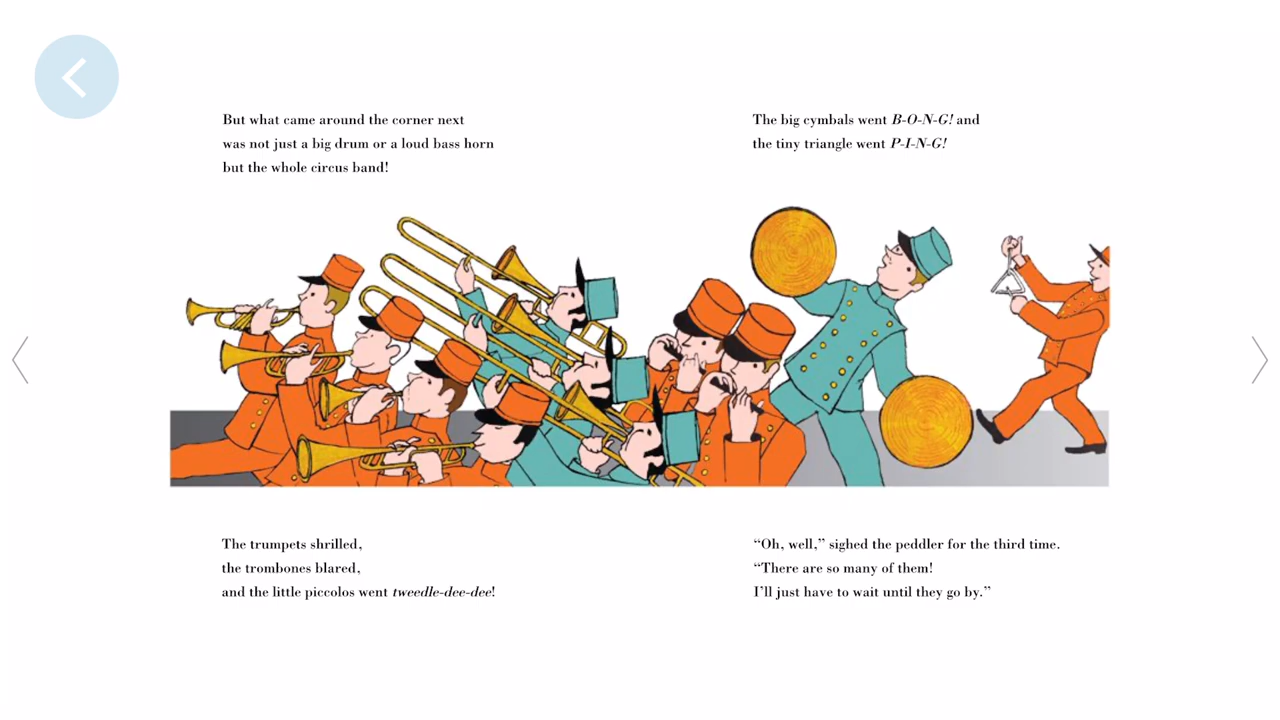 But what came around the corner next
was not just a big drum or a loud bass horn
but the whole circus band!
The trumpets shrilled,
the trombones blared,
and the little piccolos went tweedle-dee-dee!
The big cymbals went B-O-N-G! and
the tiny triangle went P-I-N-G!
“Oh, well,” sighed the peddler for the third time.
“There are so many of them!
I’ll just have to wait until they go by.”